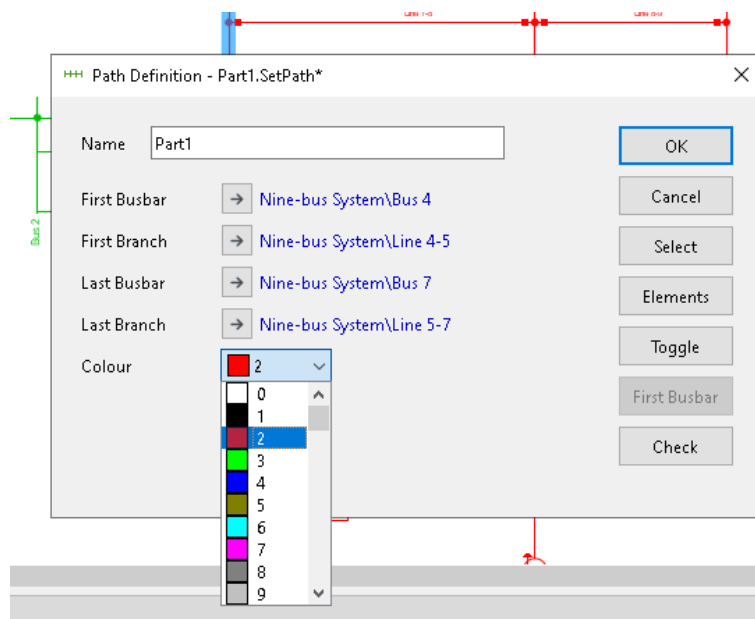 Path Definition - Part1.SetPath*
Name Part1
OK
First Busbar Nine-bus System\Bus 4
Cancel
First Branch Nine-bus System\Line 4-5
Select
Last Busbar Nine-bus System\Bus 7
Elements
Last Branch Nine-bus System\Line 5-7
Toggle
Colour 2
First Busbar
Check
0
1
2
3
4
5
6
7
8
9
Bus 2